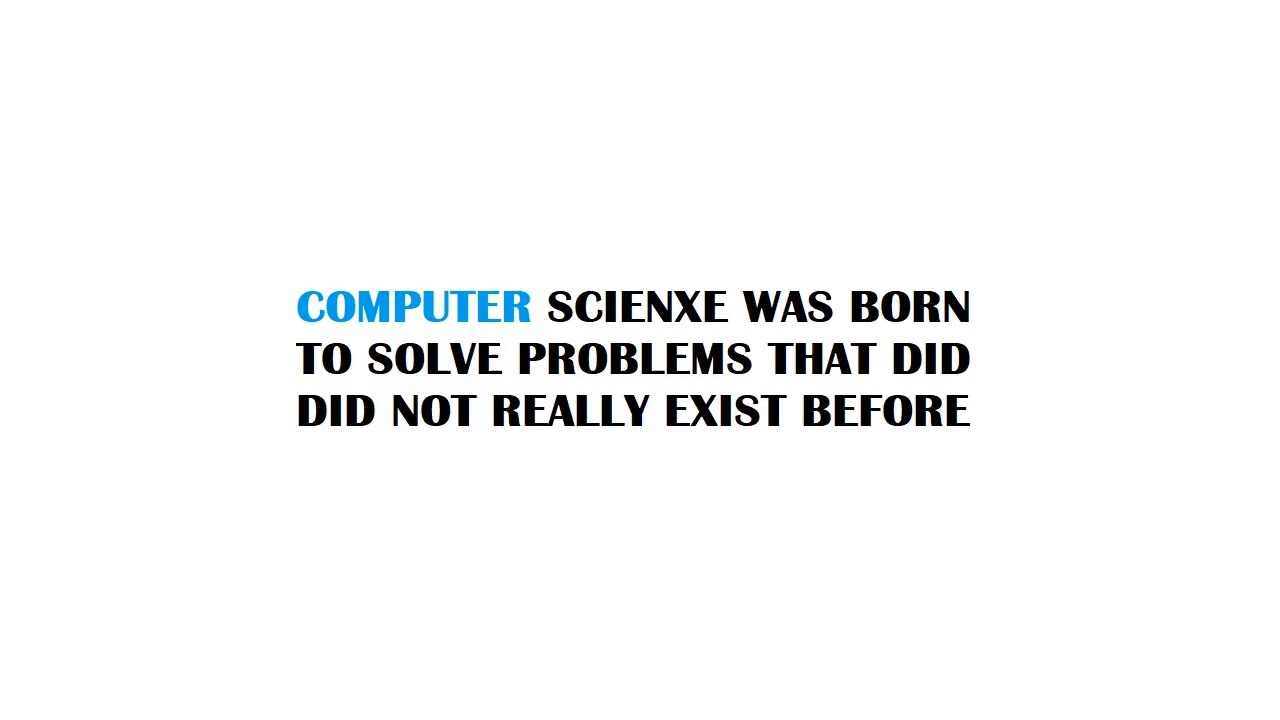 COMPUTER SCIENXE WAS BORN
TO SOLVE PROBLEMS THAT DID
DID NOT REALLY EXIST BEFORE